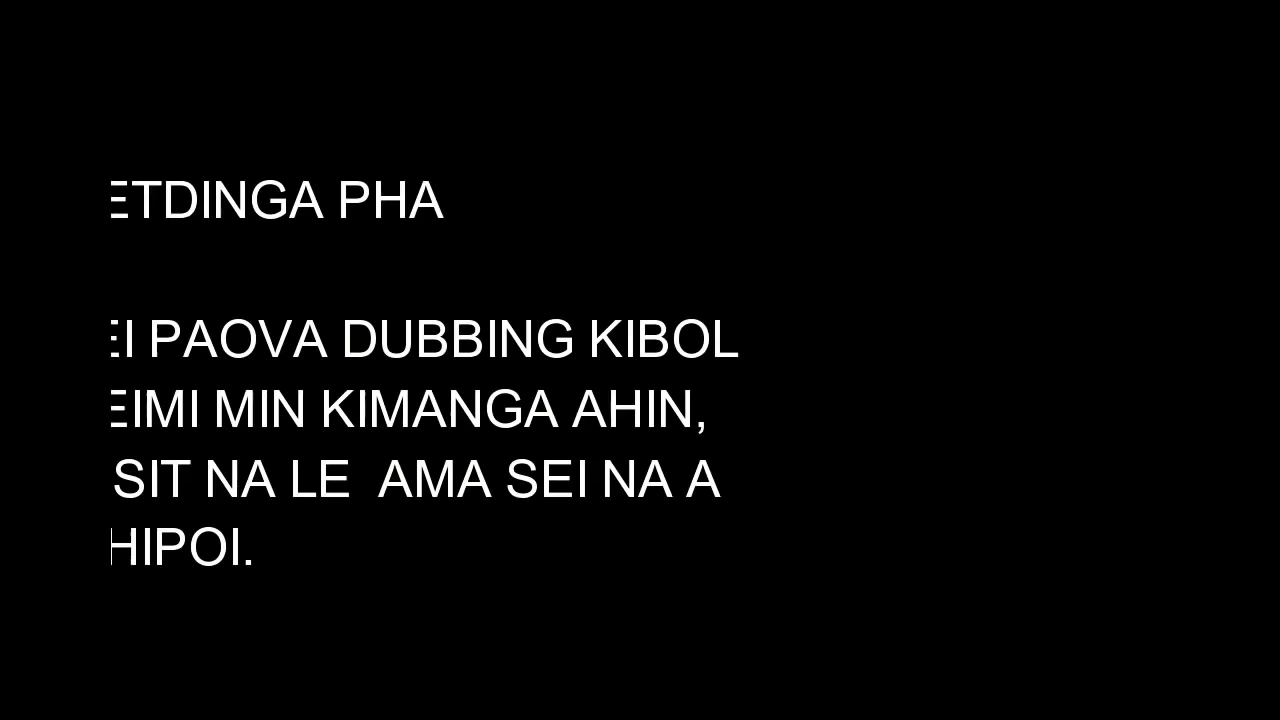 ETDINGA PHA
EI PAOVA DUBBING KIBOL
EIMI MIN KIMANGA AHIN,
SIT NA LE  AMA SEI NA A
HIPOI.